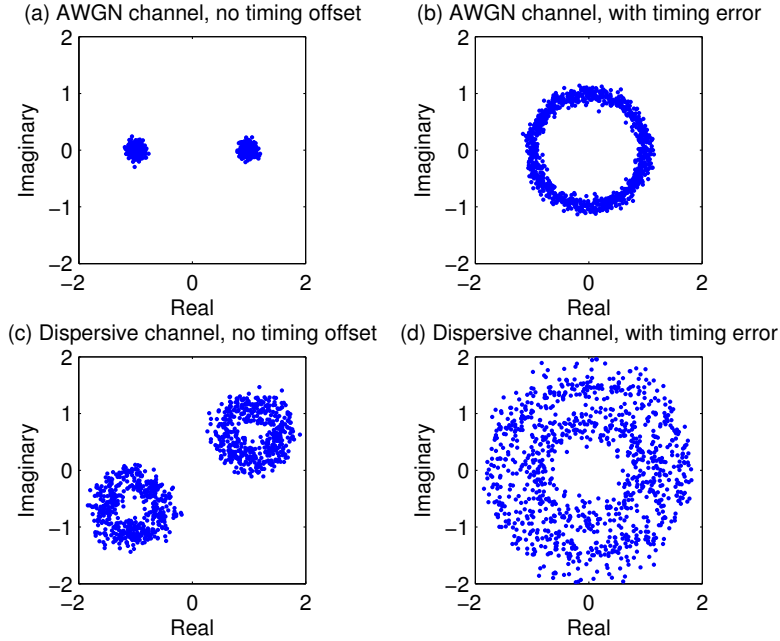 (a) AWGN channel, no timing offset
2
1
0
−1
−2
Imaginary
−2 0 2
Real
(b) AWGN channel, with timing error
2
1
0
−1
−2
Imaginary
−2 0 2
Real
(c) Dispersive channel, no timing offset
2
1
0
−1
−2
Imaginary
−2 0 2
Real
(d) Dispersive channel, with timing error
2
1
0
−1
−2
Imaginary
−2 0 2
Real